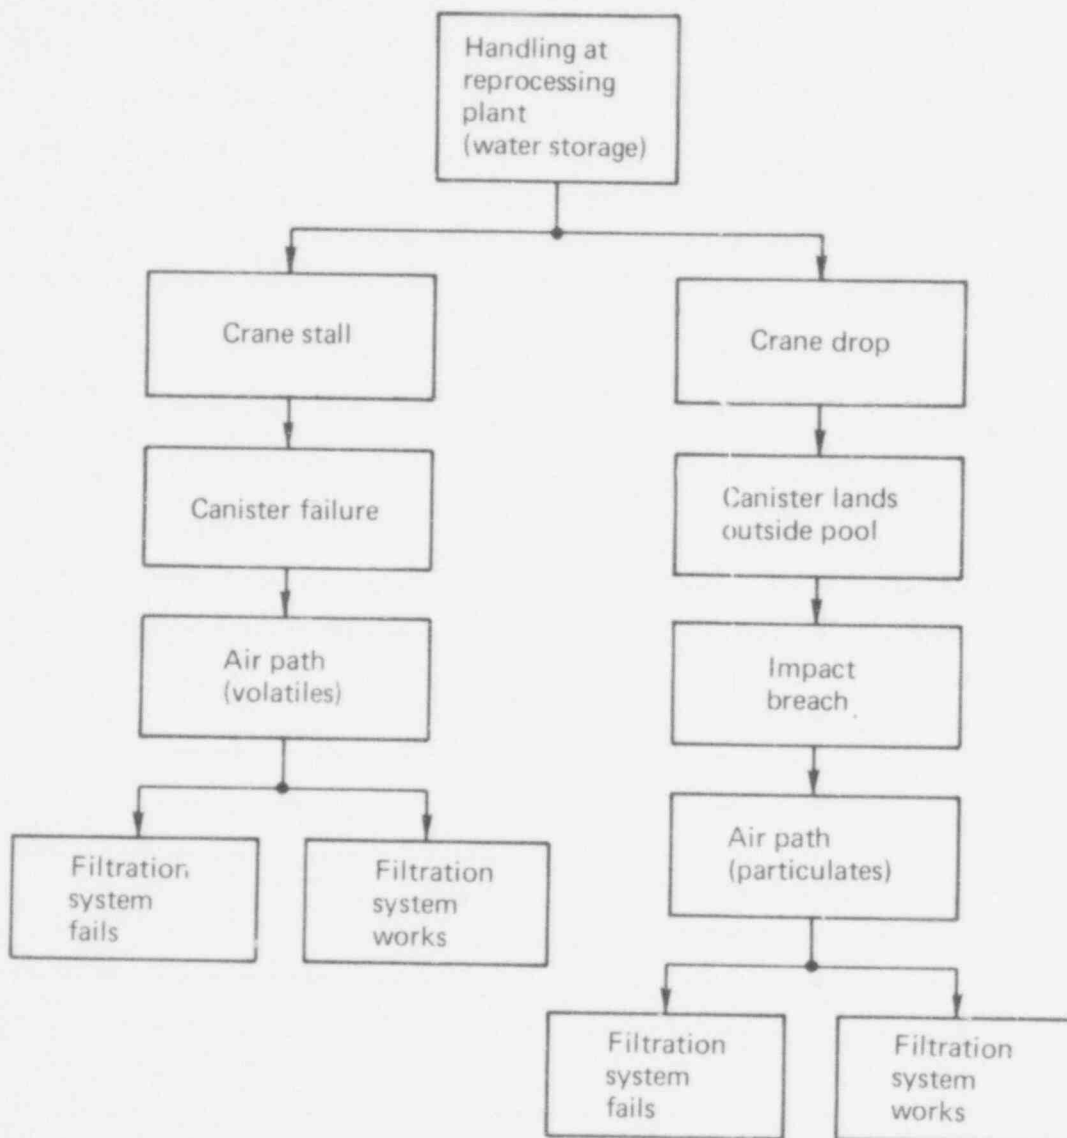 Handling at
reprocessing
plant
(water storage)
Crane stall
Crane drop
Canister failure
Canister lands
outside pool
Air path
(volatiles)
Impact
breach
Filtration
system
fails
Filtration
system
works
Air path
(particulates)
Filtration
system
fails
Filtration
system
works